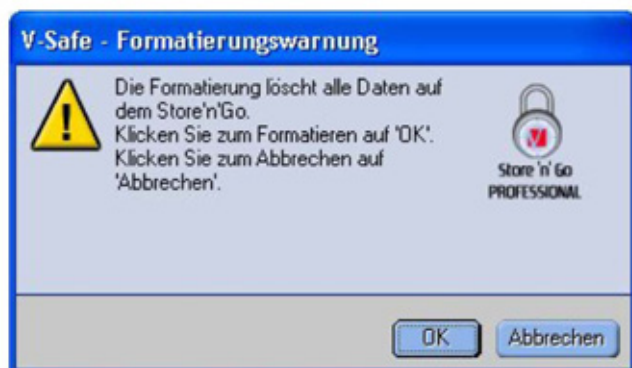 V-Safe - Formatierungswarnung
Die Formatierung löscht alle Daten auf
dem Store'n'Go.
Klicken Sie zum Formatieren auf 'OK'.
Klicken Sie zum Abbrechen auf
'Abbrechen'.
Store 'n' Go
PROFESSIONAL
OK
Abbrechen